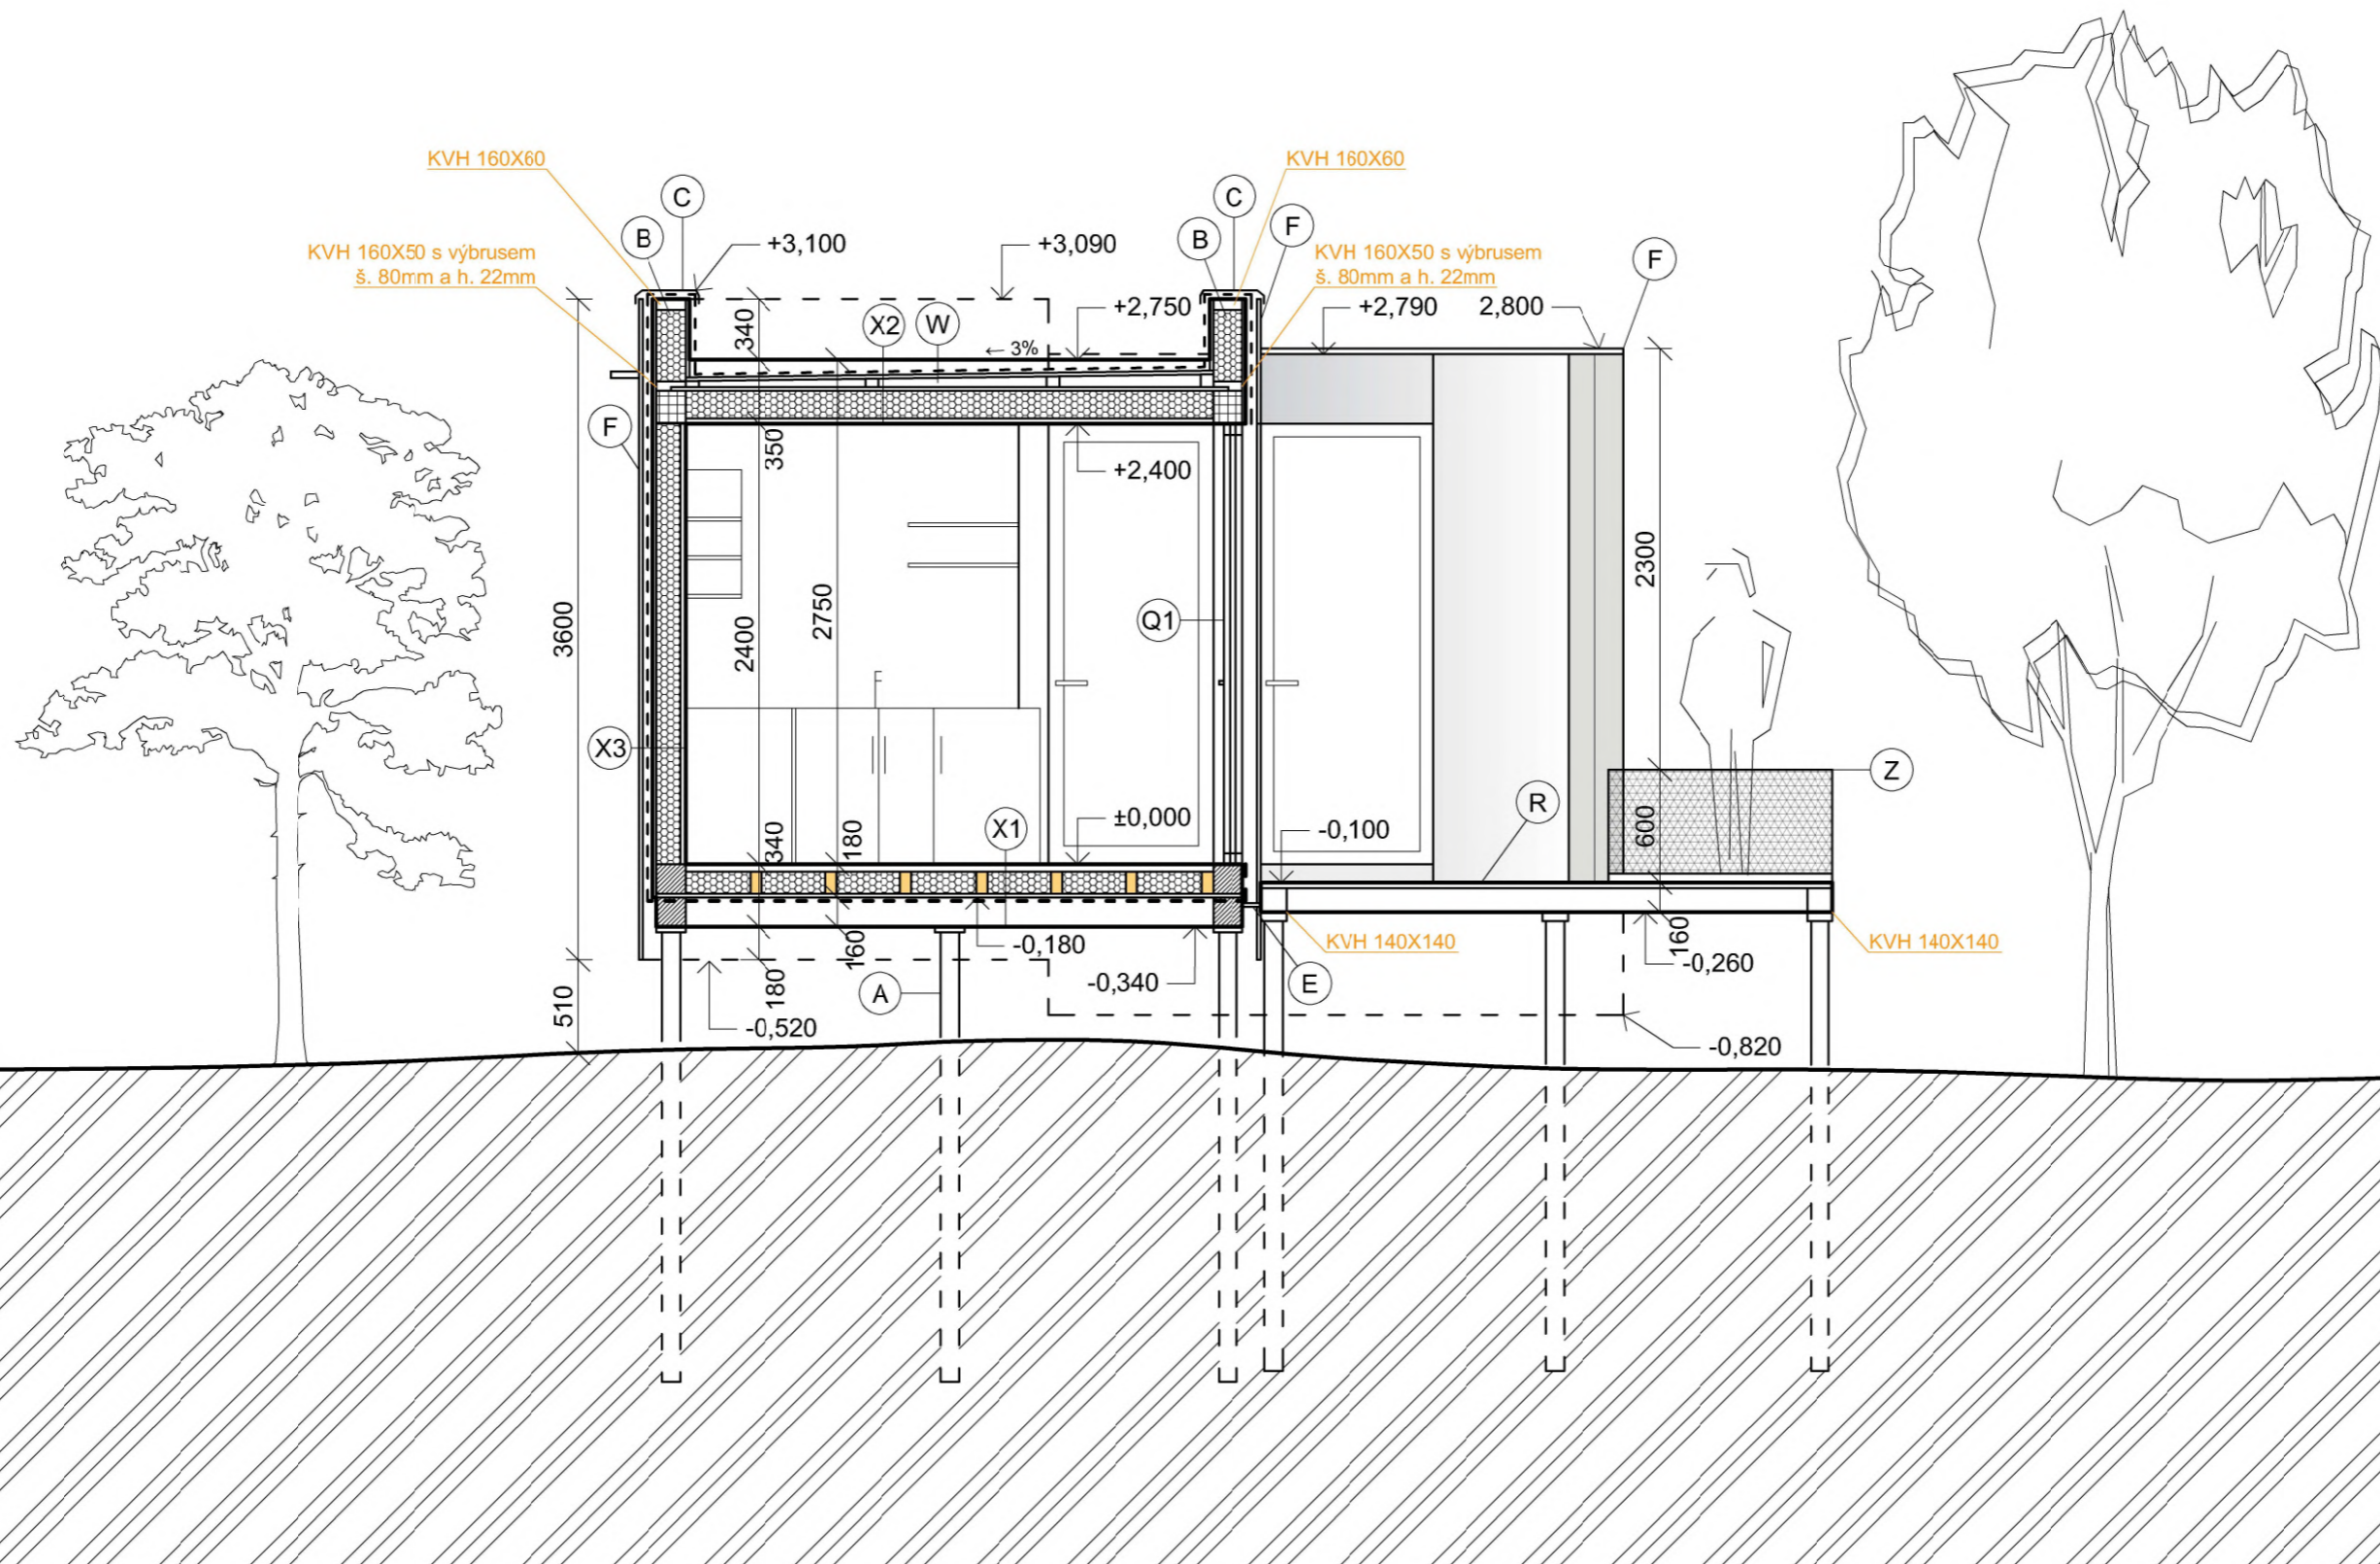 KVH 160X60
KVH 160X60
C
C
B
B
F
+3,100
+3,090
KVH 160X50 s výbrusem
š. 80mm a h. 22mm
KVH 160X50 s výbrusem
š. 80mm a h. 22mm
F
+2,750
+2,790
2,800
340
X2
W
← 3%
F
350
+2,400
2300
3600
2400
2750
Q1
X3
Z
R
340
180
X1
±0,000
-0,100
600
160
-0,180
KVH 140X140
160
KVH 140X140
-0,260
180
A
-0,340
E
510
-0,520
-0,820